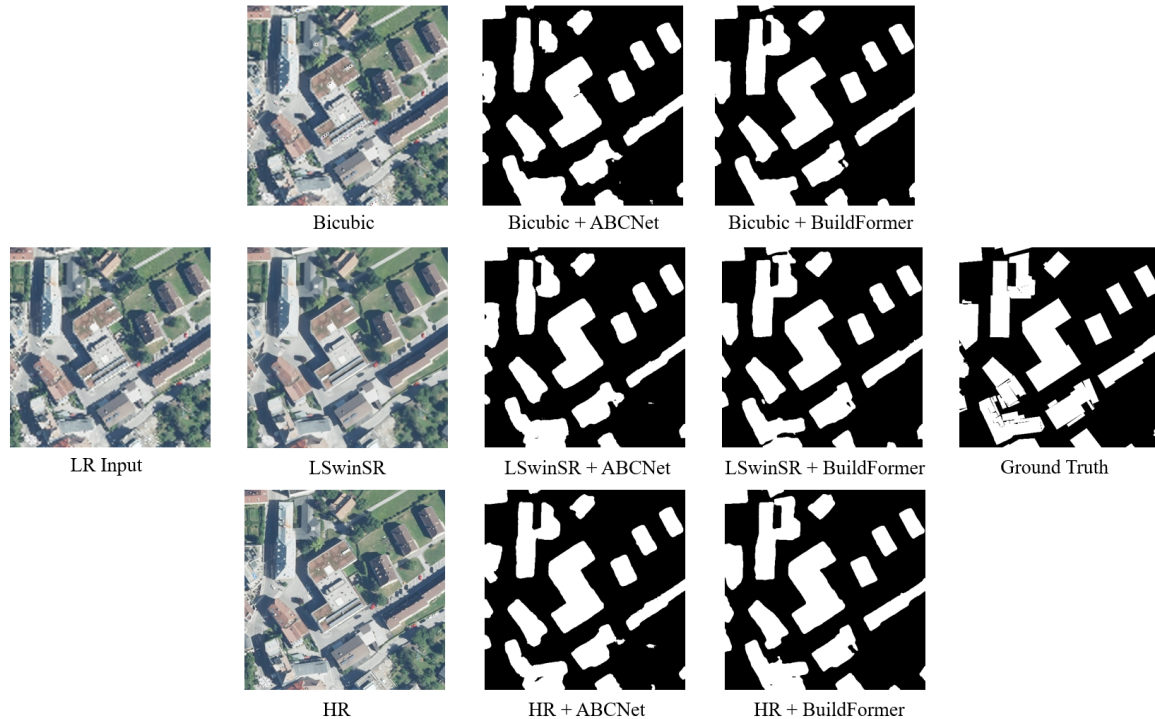 Bicubic
Bicubic + ABCNet
Bicubic + BuildFormer
LR Input
LSwinSR
LSwinSR + ABCNet
LSwinSR + BuildFormer
Ground Truth
HR
HR + ABCNet
HR + BuildFormer